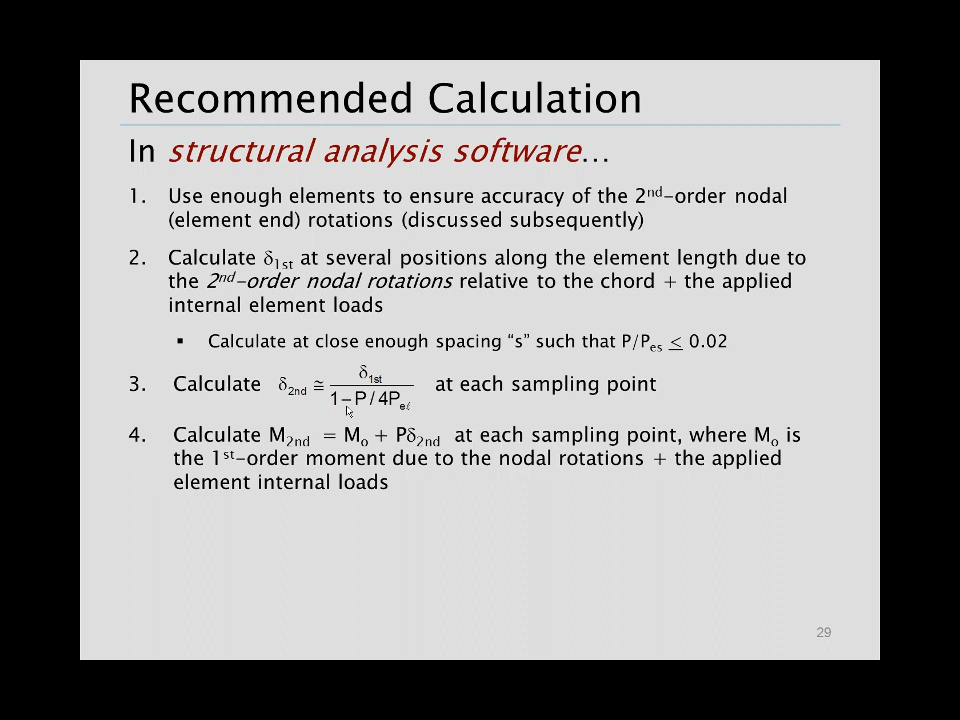 Recommended Calculation
In structural analysis software…
1. Use enough elements to ensure accuracy of the 2nd-order nodal
(element end) rotations (discussed subsequently)
2. Calculate δ1st at several positions along the element length due to
the 2nd-order nodal rotations relative to the chord + the applied
internal element loads
▪ Calculate at close enough spacing “s” such that P/Pes ≤ 0.02
3. Calculate δ2nd ≅ δ1st / (1 – P / 4Peℓ) at each sampling point
4. Calculate M2nd = Mo + Pδ2nd at each sampling point, where Mo is
the 1st-order moment due to the nodal rotations + the applied
element internal loads
29